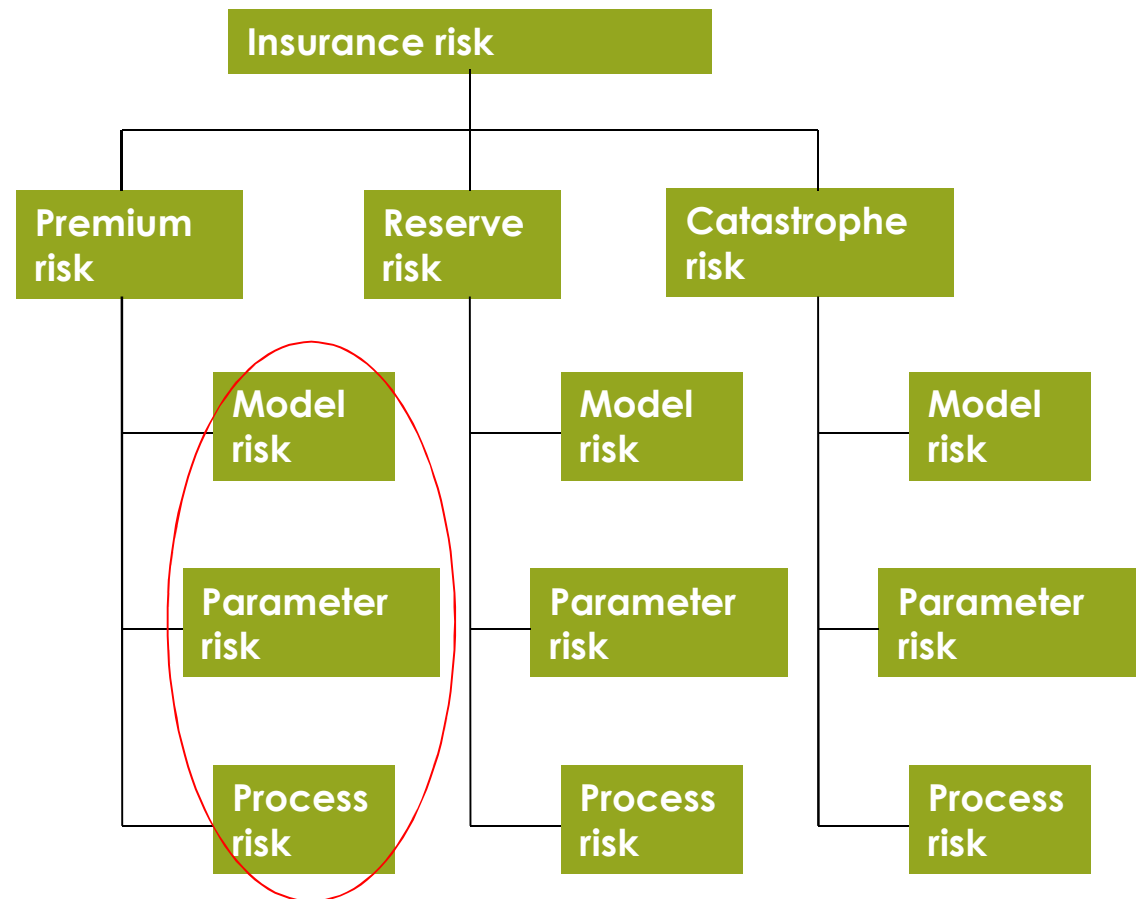 Insurance risk
Premium
risk
Reserve
risk
Catastrophe
risk
Model
risk
Model
risk
Model
risk
Parameter
risk
Parameter
risk
Parameter
risk
Process
risk
Process
risk
Process
risk